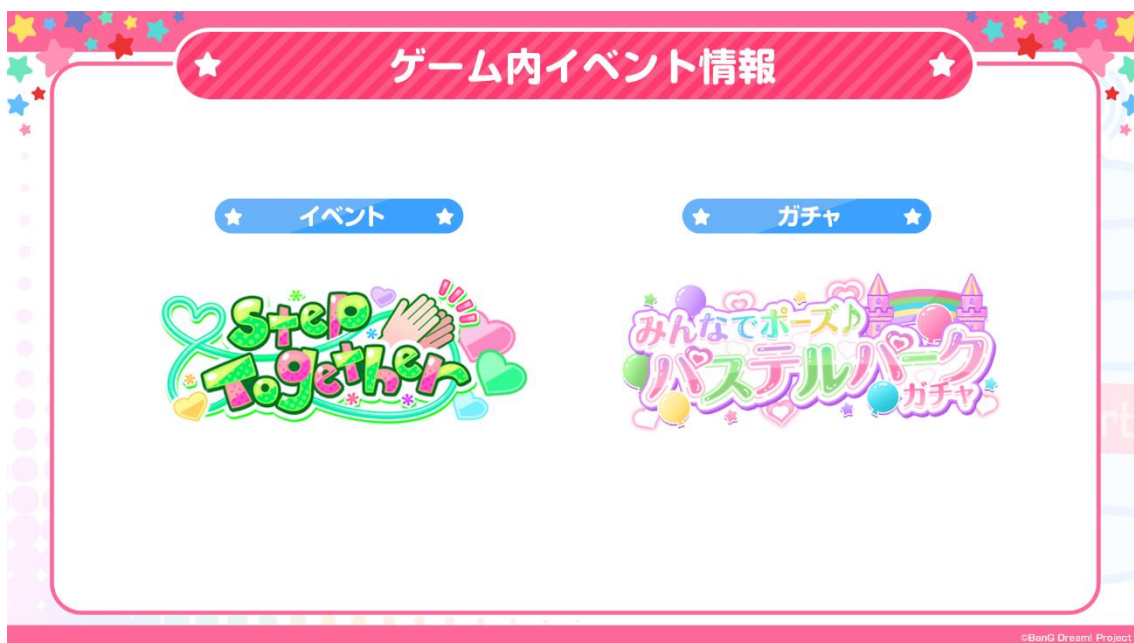 ゲーム内イベント情報
イベント
Step
Together
ガチャ
みんなでポーズ♪
パステルパーク
ガチャ
©BanG Dream! Project